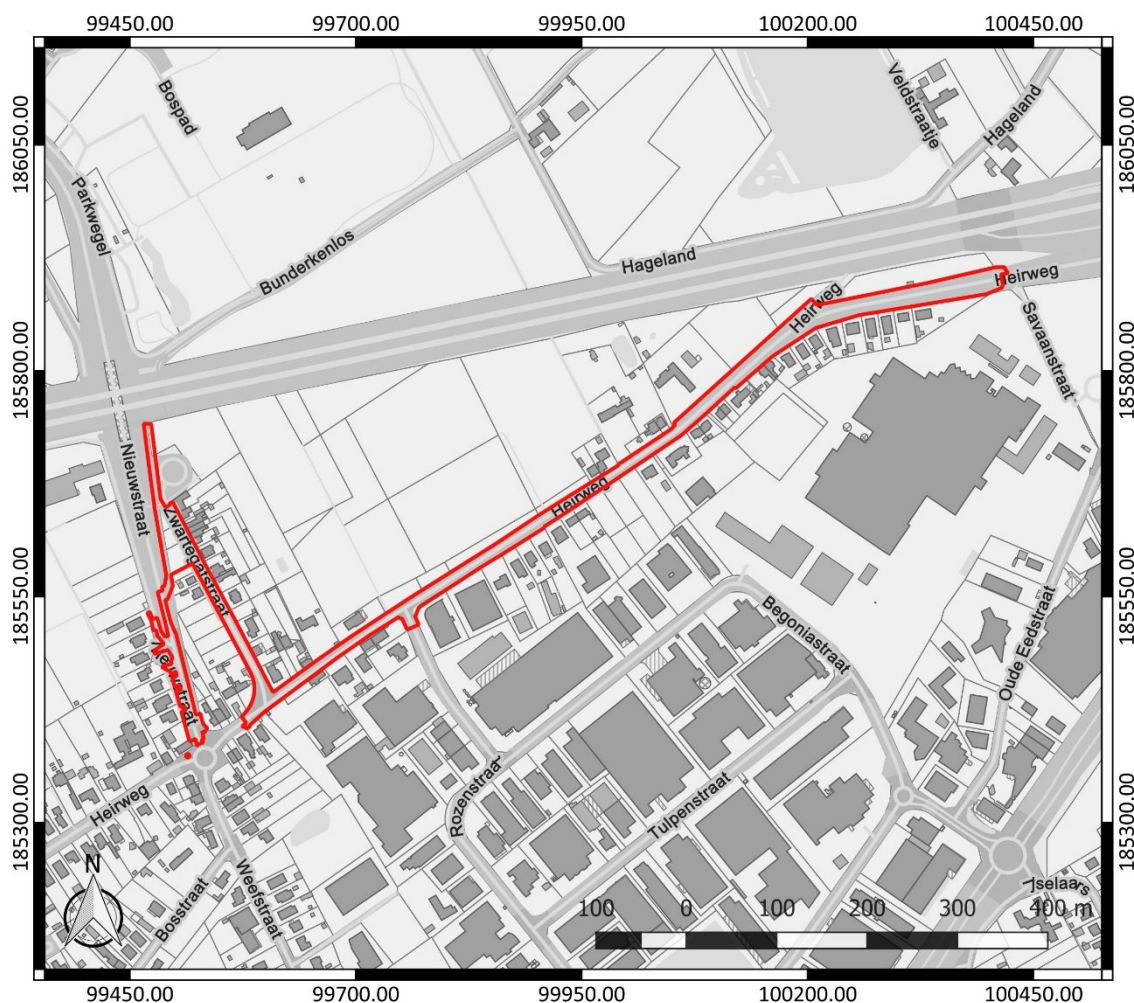 99450.00 99700.00 99950.00 100200.00 100450.00
Bospad
Veldstraatje
Hageland
186050.00
186050.00
Parkwegel
Bunderkenlos
Hageland
Heirweg
Heirweg
Savaanstraat
185800.00
185800.00
Nieuwstraat
Zwartegatstraat
Heirweg
185550.00
185550.00
Begoniastraat
Nieuwstraat
Oude Eedstraat
Heirweg
Rozenstraat
Tulpenstraat
185300.00
185300.00
Weefstraat
Bosstraat
N
ijselaars
100 0 100 200 300 400 m
99450.00 99700.00 99950.00 100200.00 100450.00